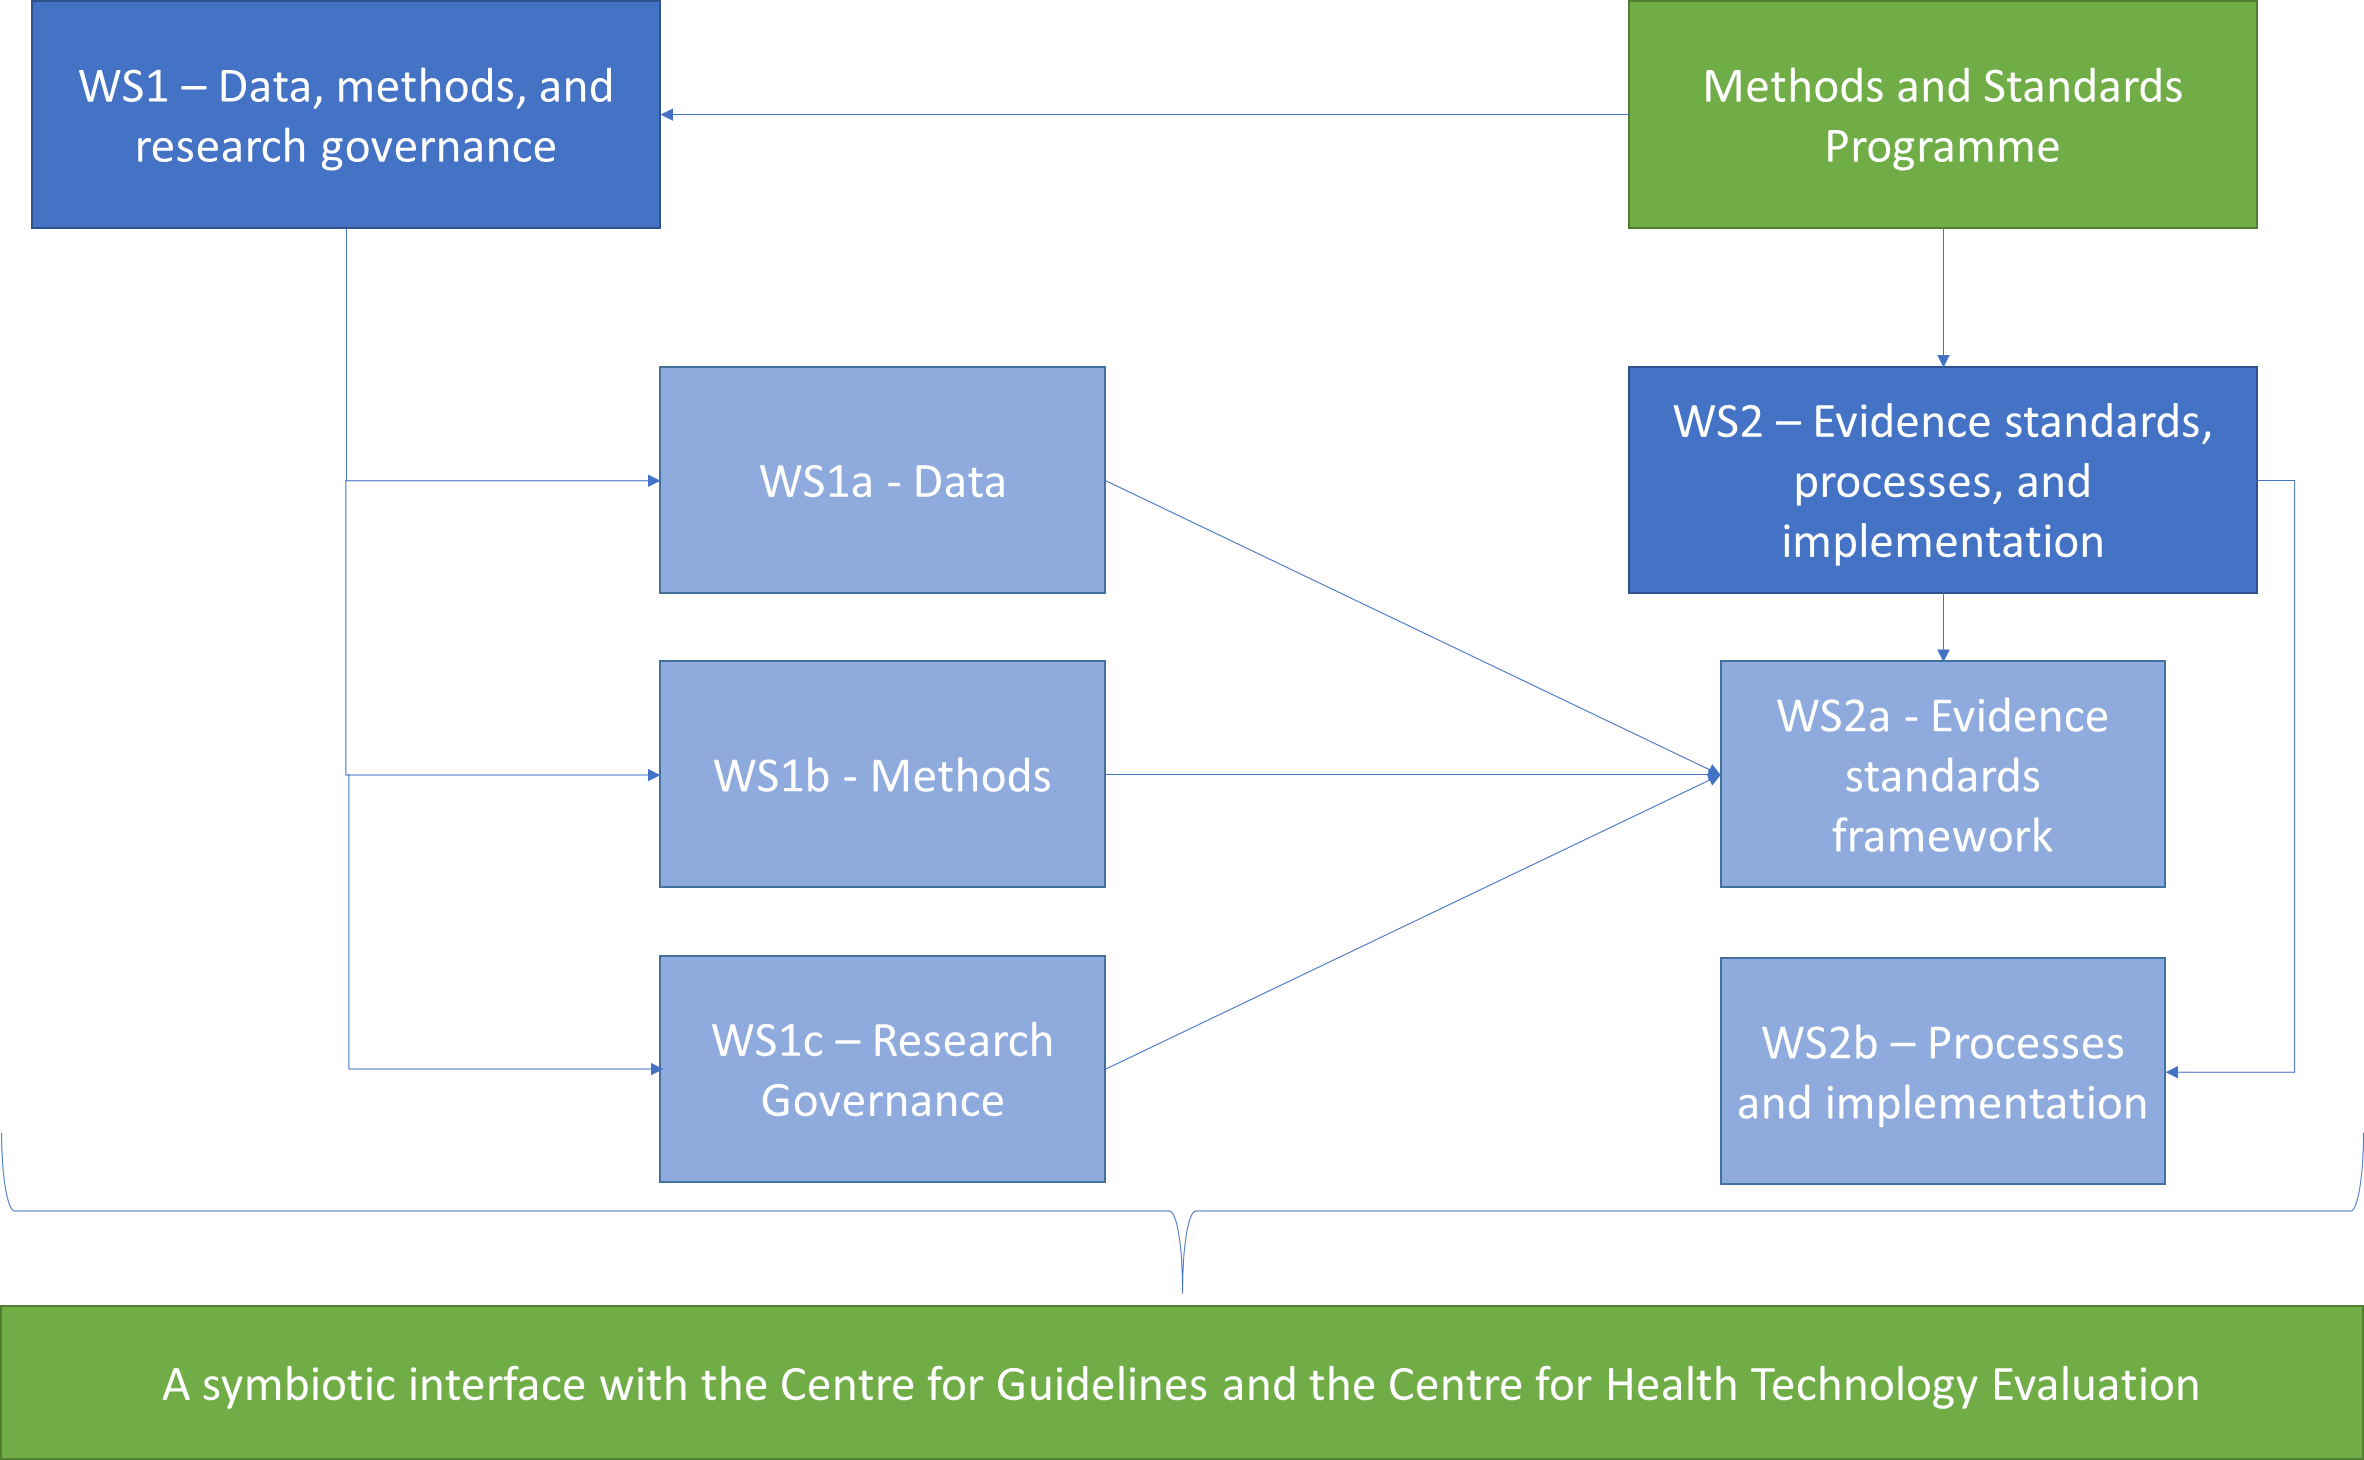 WS1 – Data, methods, and
research governance
Methods and Standards
Programme
WS1a - Data
WS2 – Evidence standards,
processes, and
implementation
WS1b - Methods
WS2a - Evidence
standards
framework
WS1c – Research
Governance
WS2b – Processes
and implementation
A symbiotic interface with the Centre for Guidelines and the Centre for Health Technology Evaluation